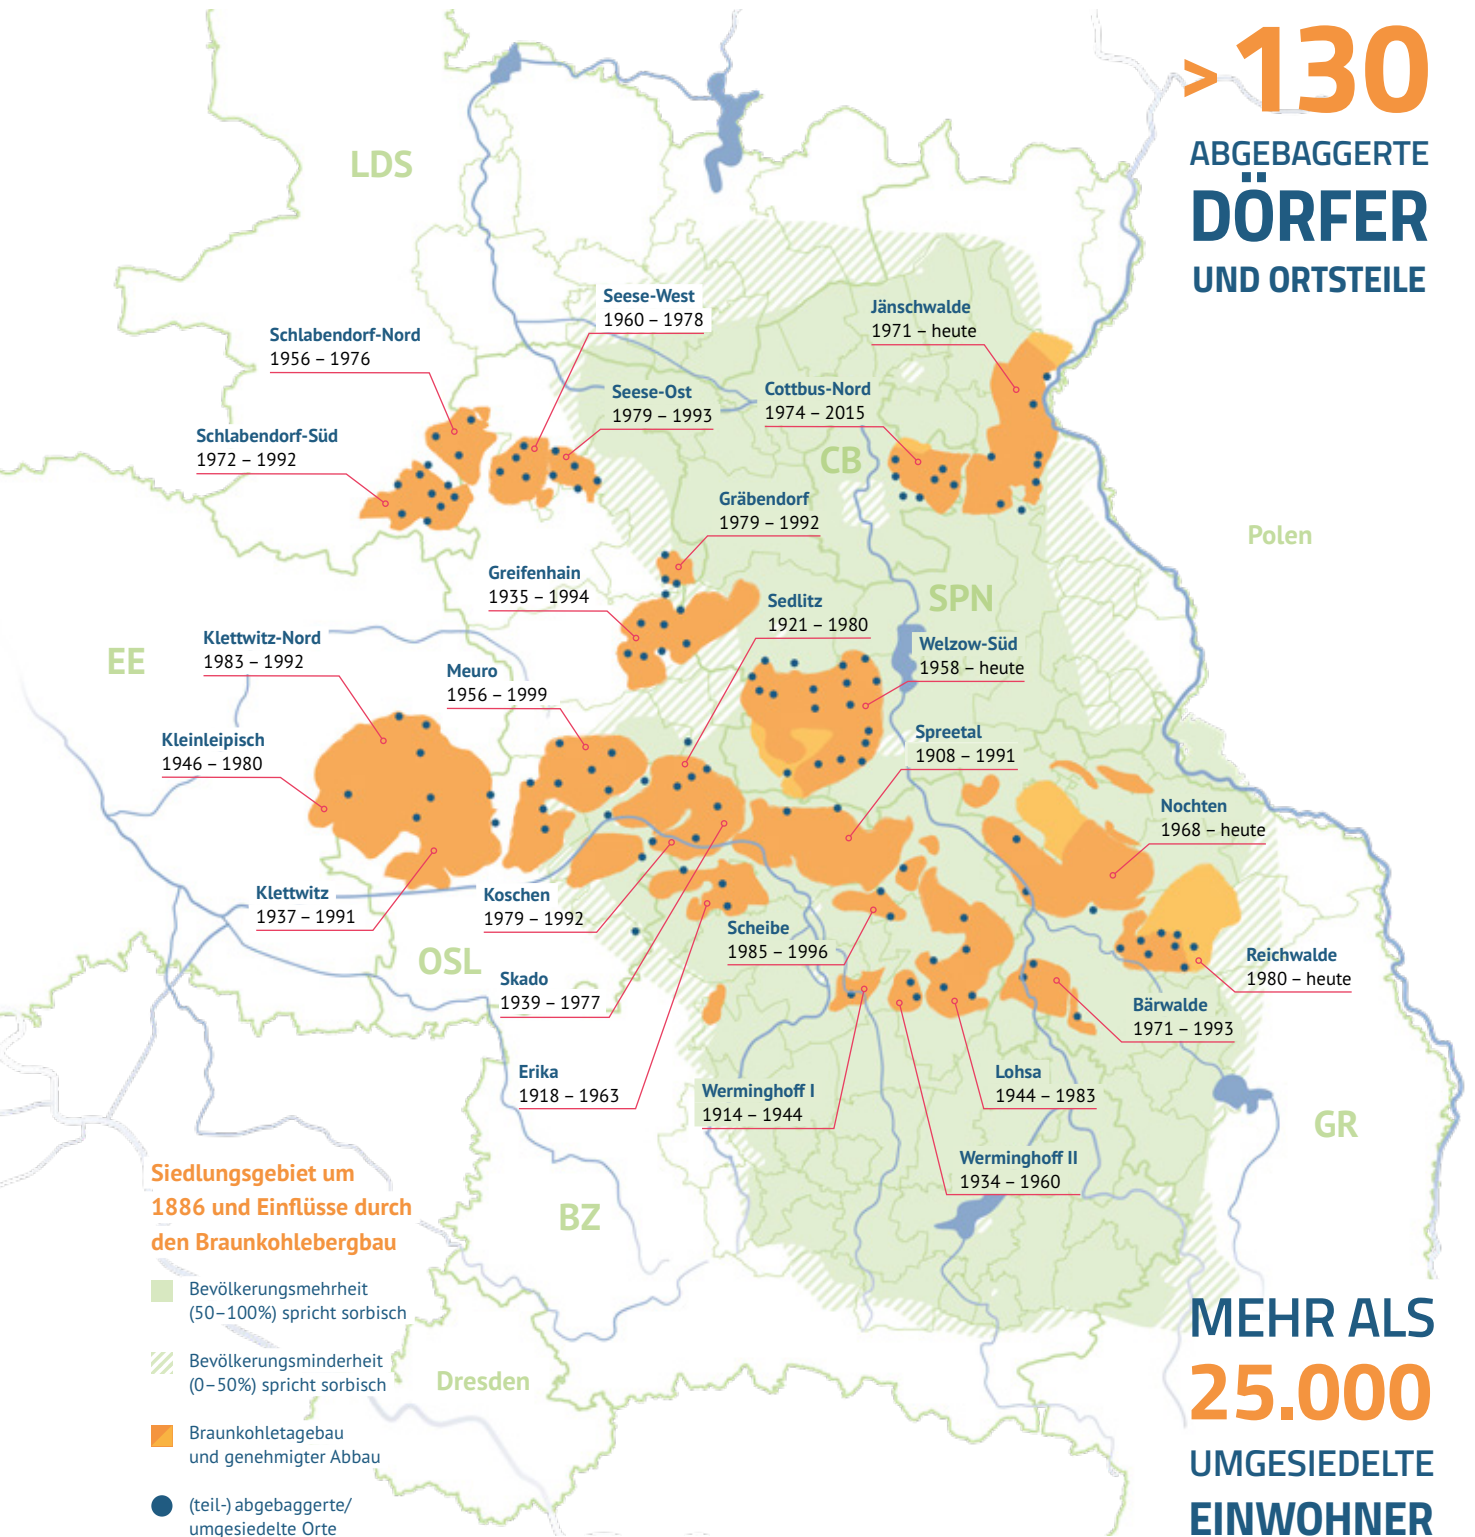 > 130
ABGEBAGGERTE
DÖRFER
UND ORTSTEILE
LDS
Seese-West
1960 – 1978
Jänschwalde
1971 – heute
Schlabendorf-Nord
1956 – 1976
Seese-Ost
1979 – 1993
Cottbus-Nord
1974 – 2015
Schlabendorf-Süd
1972 – 1992
CB
Gräbendorf
1979 – 1992
Polen
Greifenhain
1935 – 1994
Sedlitz
1921 – 1980
SPN
Klettwitz-Nord
1983 – 1992
EE
Welzow-Süd
1958 – heute
Meuro
1956 – 1999
Kleinleipisch
1946 – 1980
Spreetal
1908 – 1991
Nochten
1968 – heute
Klettwitz
1937 – 1991
Koschen
1979 – 1992
Scheibe
1985 – 1996
OSL
Skado
1939 – 1977
Reichwalde
1980 – heute
Bärwalde
1971 – 1993
Erika
1918 – 1963
Werminghoff I
1914 – 1944
Lohsa
1944 – 1983
GR
Werminghoff II
1934 – 1960
BZ
Siedlungsgebiet um
1886 und Einflüsse durch
den Braunkohlebergbau
Bevölkerungsmehrheit
(50–100%) spricht sorbisch
Bevölkerungsminderheit
(0–50%) spricht sorbisch
Dresden
Braunkohletagebau
und genehmigter Abbau
(teil-) abgebaggerte/
umgesiedelte Orte
MEHR ALS
25.000
UMGESIEDELTE
EINWOHNER